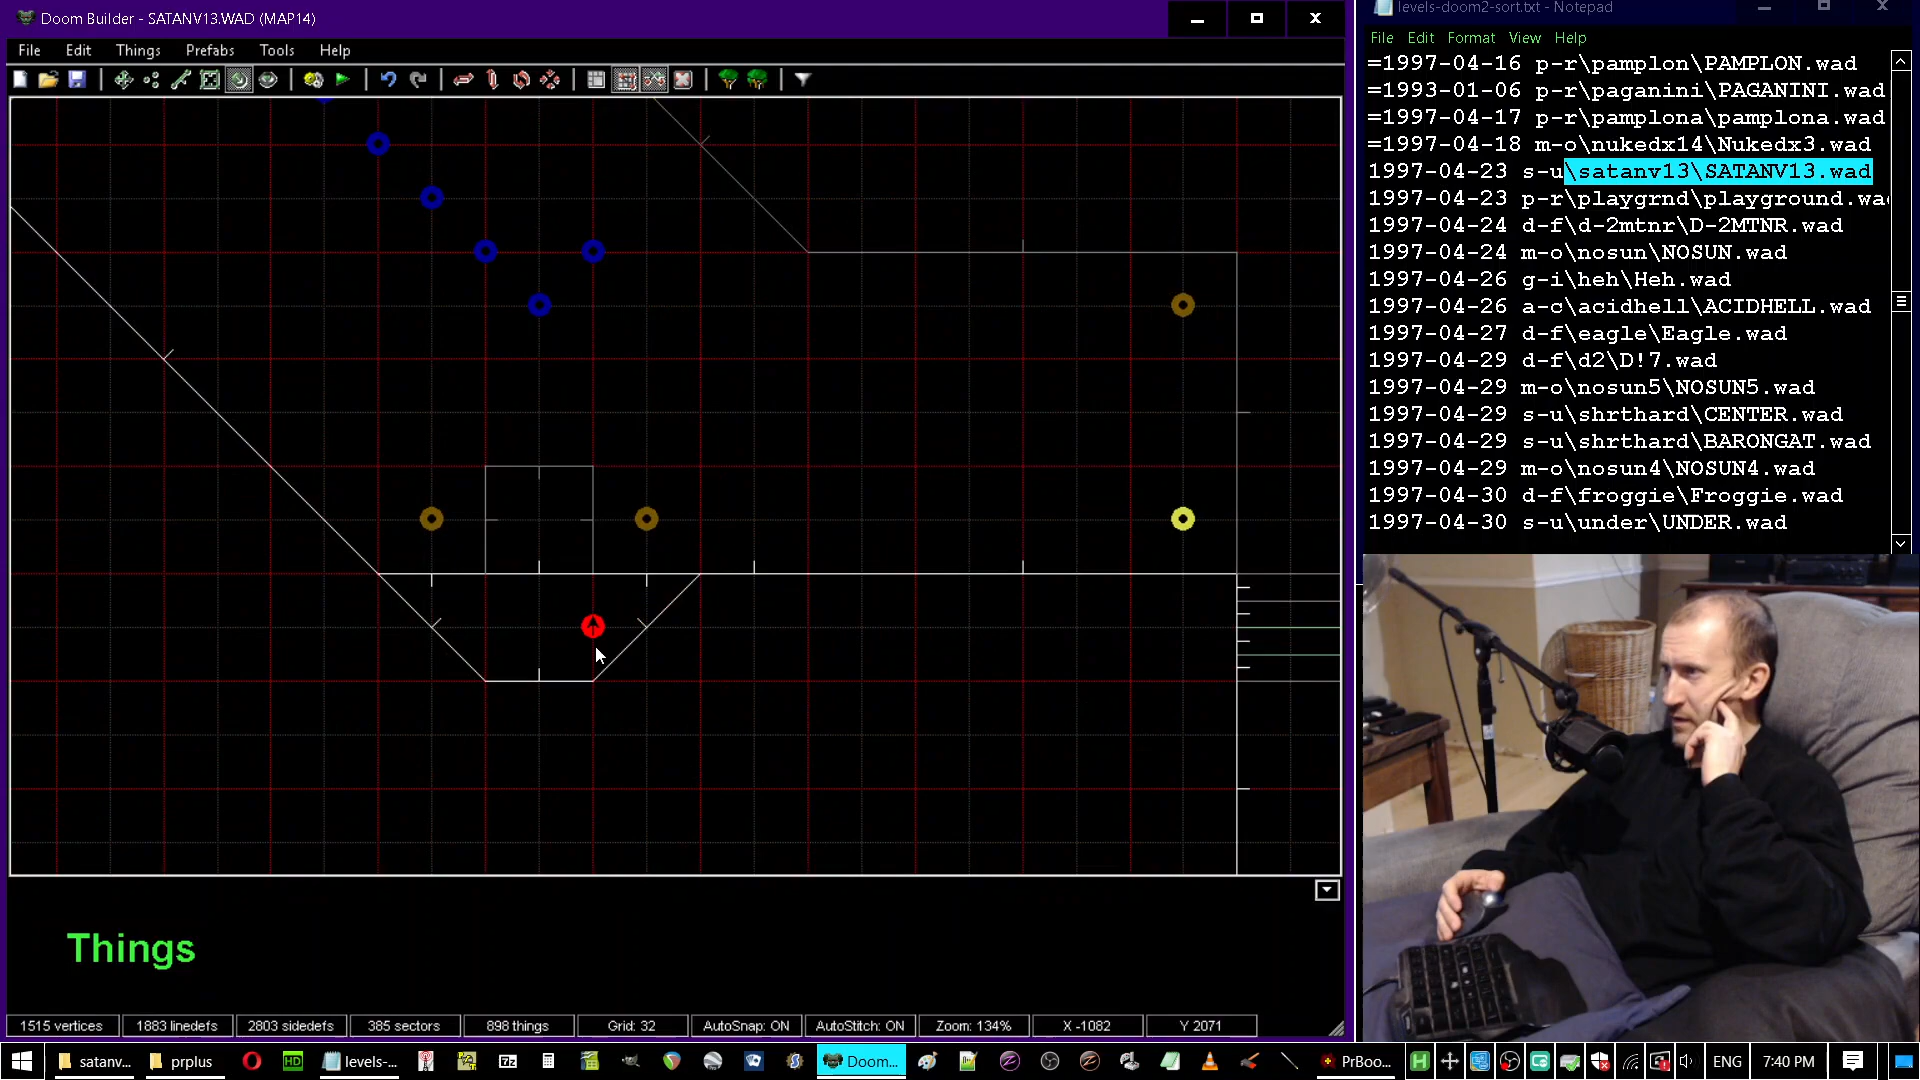 Doom Builder - SATANV13.WAD (MAP14)
File Edit Things Prefabs Tools Help
Things
1515 vertices 1883 linedefs 2803 sidedefs 385 sectors 898 things Grid: 32 AutoSnap: ON AutoStitch: ON Zoom: 134% X -1082 Y 2071
levels-doom2-sort.txt - Notepad
File Edit Format View Help
=1997-04-16 p-r\pamplon\PAMPLON.wad
=1993-01-06 p-r\paganini\PAGANINI.wad
=1997-04-17 p-r\pamplona\pamplona.wad
=1997-04-18 m-o\nukedx14\Nukedx3.wad
1997-04-23 s-u\satanv13\SATANV13.wad
1997-04-23 p-r\playgrnd\playground.wa
1997-04-24 d-f\d-2mtnr\D-2MTNR.wad
1997-04-24 m-o\nosun\NOSUN.wad
1997-04-26 g-i\heh\Heh.wad
1997-04-26 a-c\acidhell\ACIDHELL.wad
1997-04-27 d-f\eagle\Eagle.wad
1997-04-29 d-f\d2\D!7.wad
1997-04-29 m-o\nosun5\NOSUN5.wad
1997-04-29 s-u\shrthard\CENTER.wad
1997-04-29 s-u\shrthard\BARONGAT.wad
1997-04-29 m-o\nosun4\NOSUN4.wad
1997-04-30 d-f\froggie\Froggie.wad
1997-04-30 s-u\under\UNDER.wad
satanv... prplus HD levels-... 7z Doom... PrBoo... ENG 7:40 PM